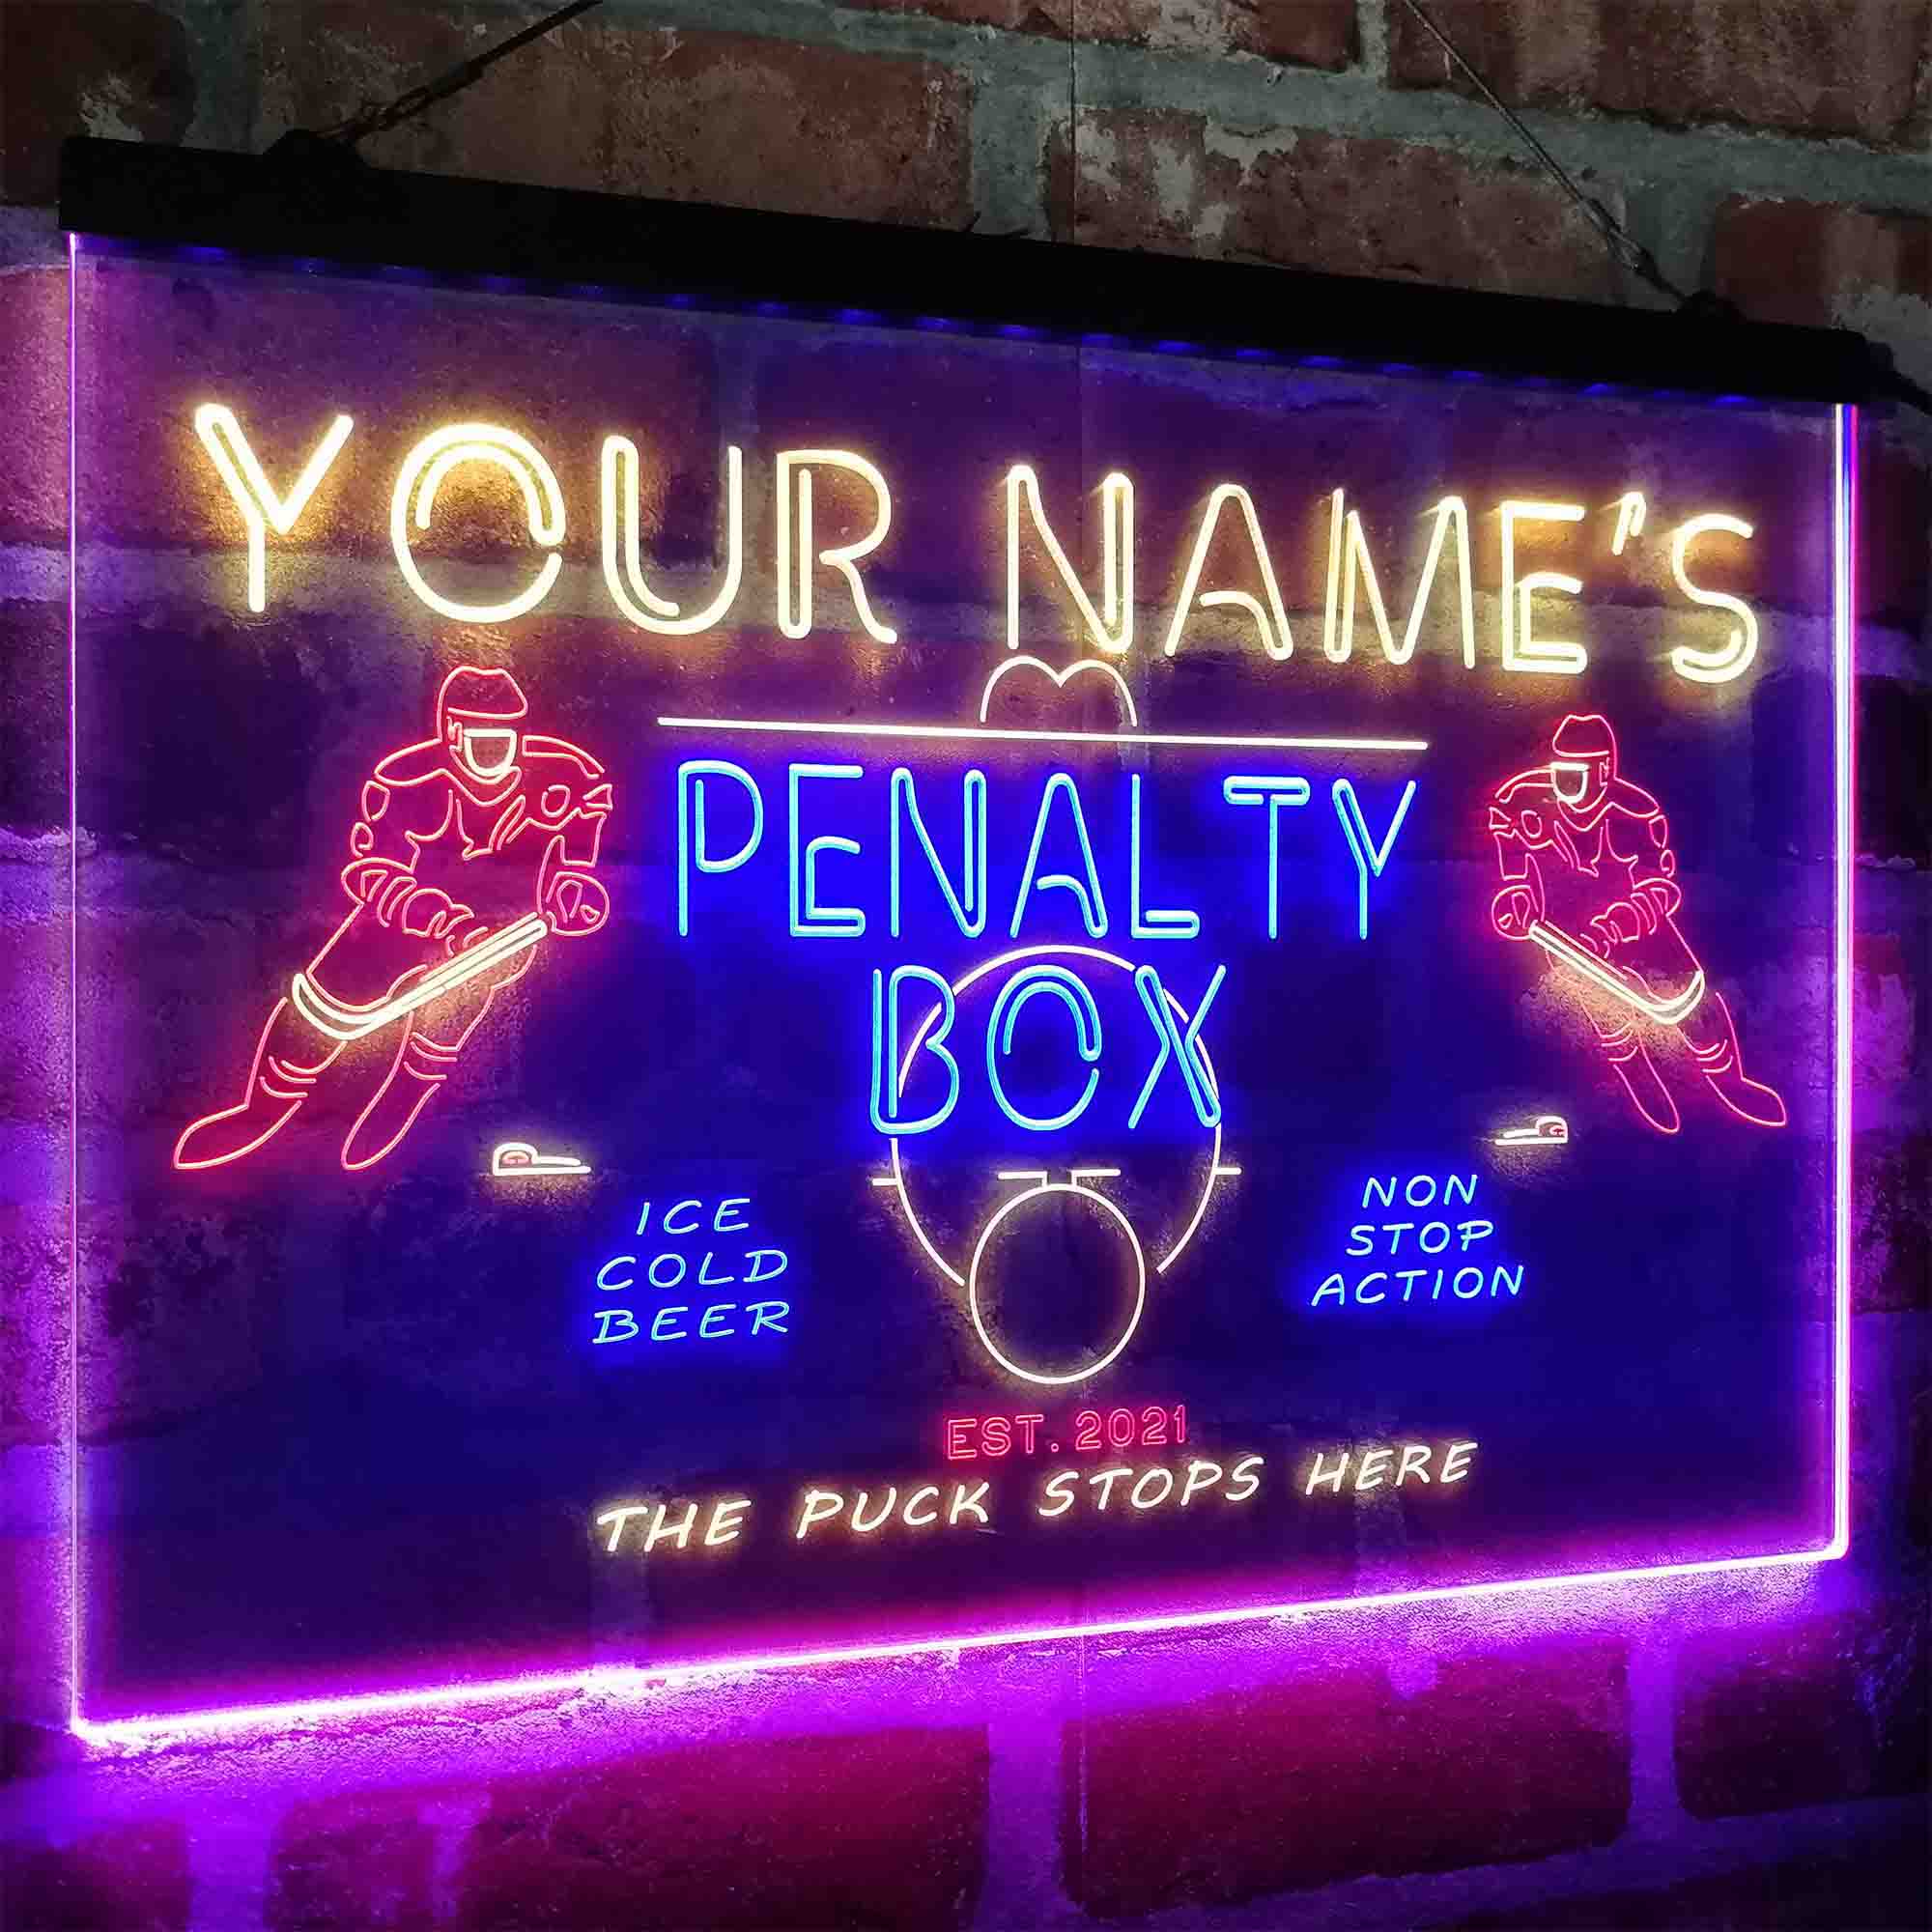 YOUR NAME'S
PENALTY
BOX
ICE
COLD
BEER
NON
STOP
ACTION
EST. 2021
THE PUCK STOPS HERE